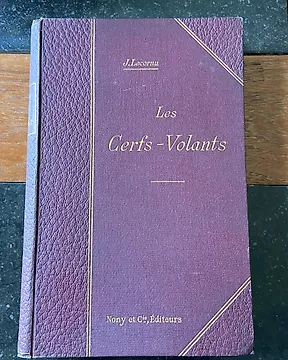 J. Lecornu
Les
Cerfs-Volants
Nony et Cie, Éditeurs